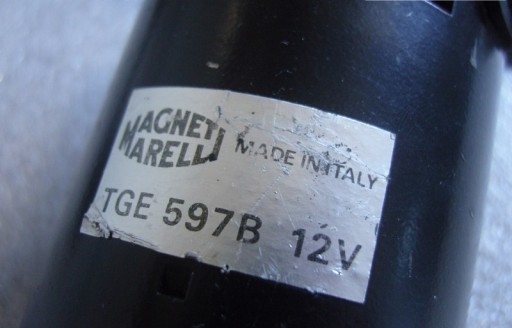 MAGNETI
MARELLI MADE IN ITALY
TGE 597B 12V